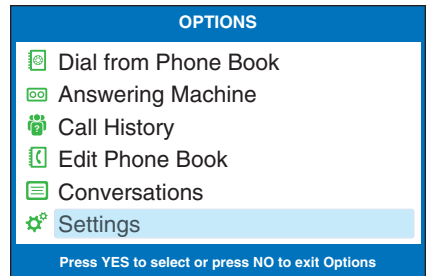 OPTIONS
Dial from Phone Book
Answering Machine
Call History
Edit Phone Book
Conversations
Settings
Press YES to select or press NO to exit Options